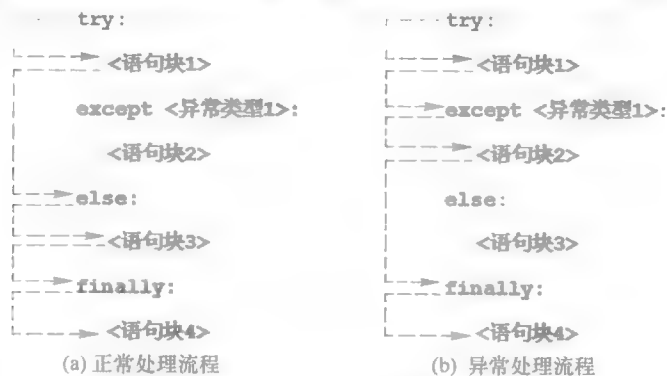 try:
<语句块1>
except <异常类型1>:
<语句块2>
else:
<语句块3>
finally:
<语句块4>
(a) 正常处理流程
try:
<语句块1>
except <异常类型1>:
<语句块2>
else:
<语句块3>
finally:
<语句块4>
(b) 异常处理流程